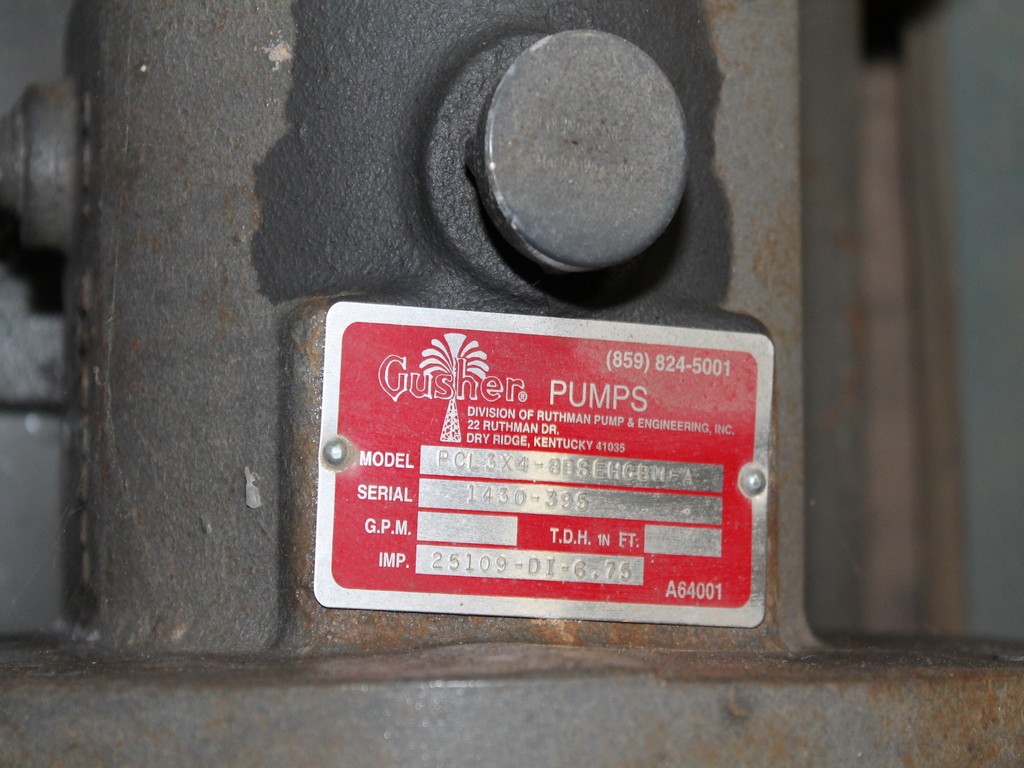 Gusher®
PUMPS
(859) 824-5001
DIVISION OF RUTHMAN PUMP & ENGINEERING, INC.
22 RUTHMAN DR.
DRY RIDGE, KENTUCKY 41035
MODEL
SERIAL 1430-395
G.P.M. T.D.H. IN FT:
IMP. 25109-DI-6.75
A64001